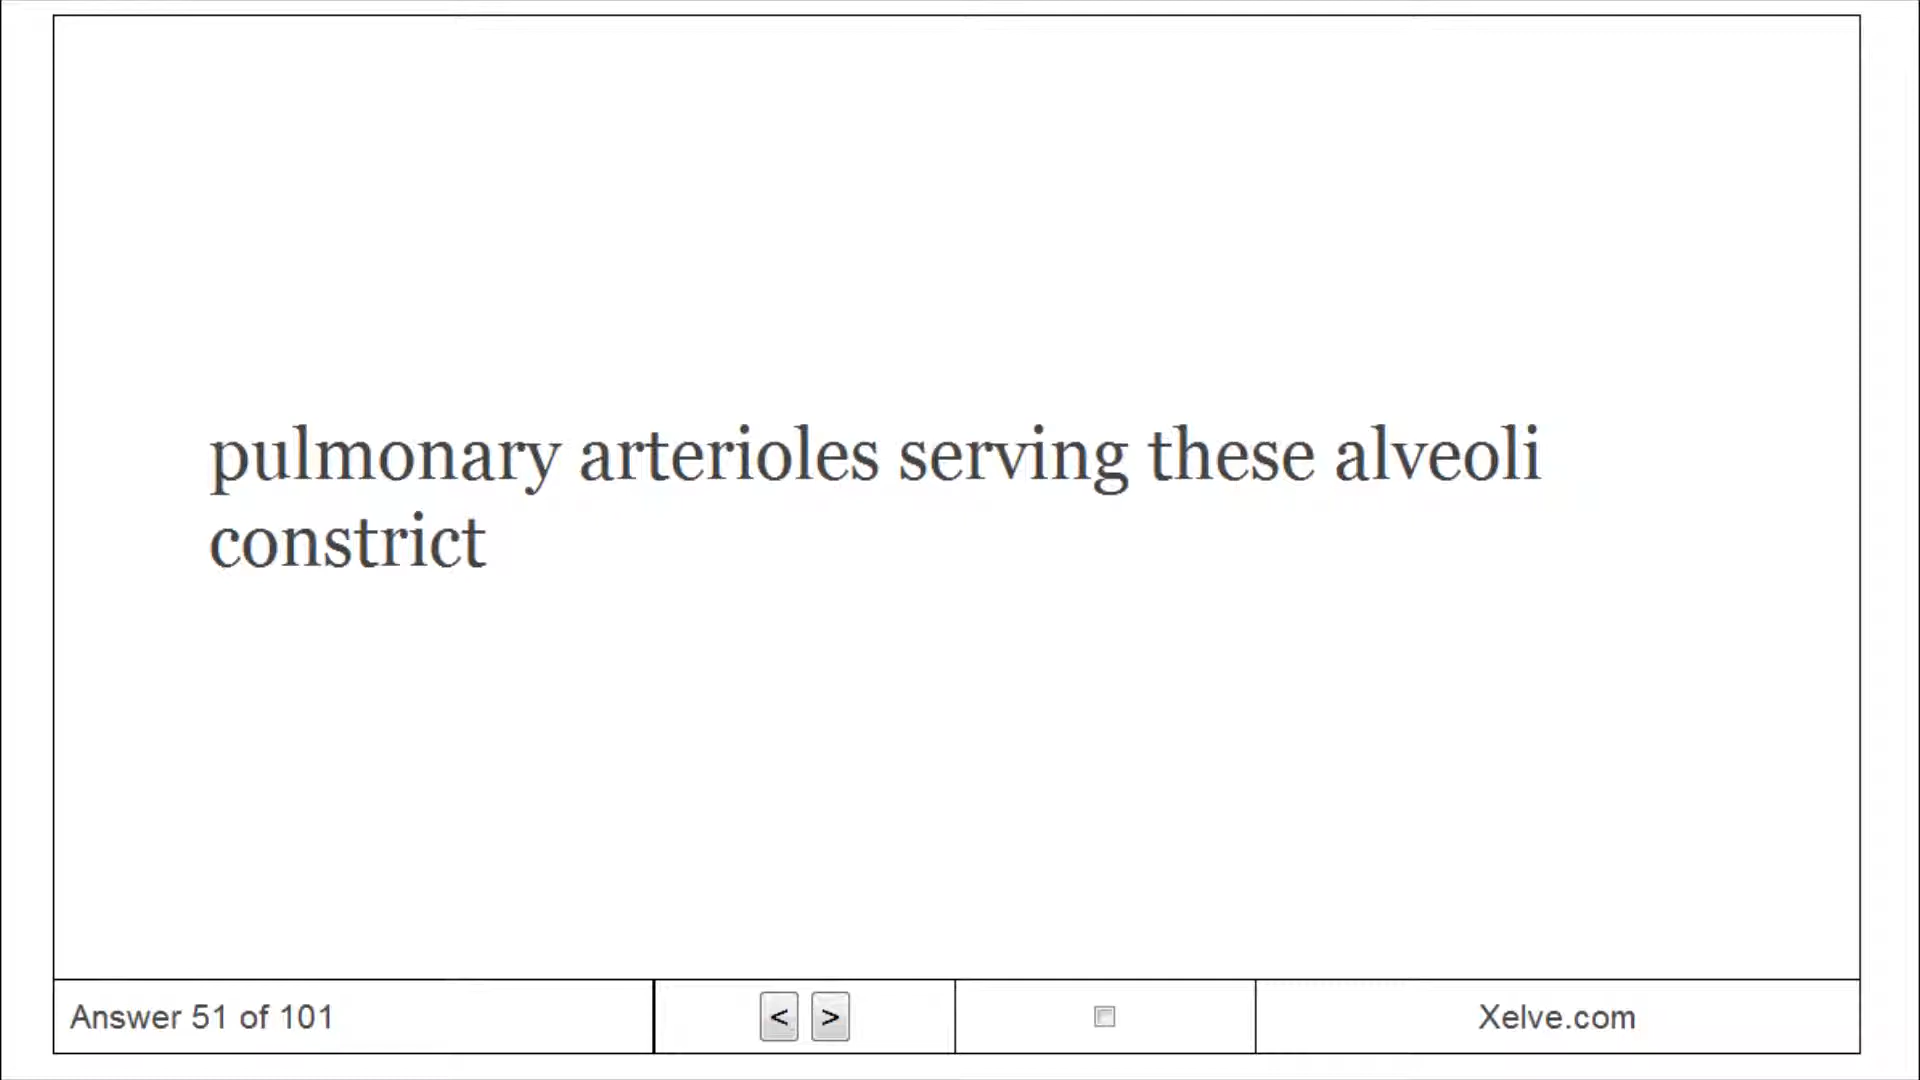 pulmonary arterioles serving these alveoli
constrict
Answer 51 of 101
< >
Xelve.com